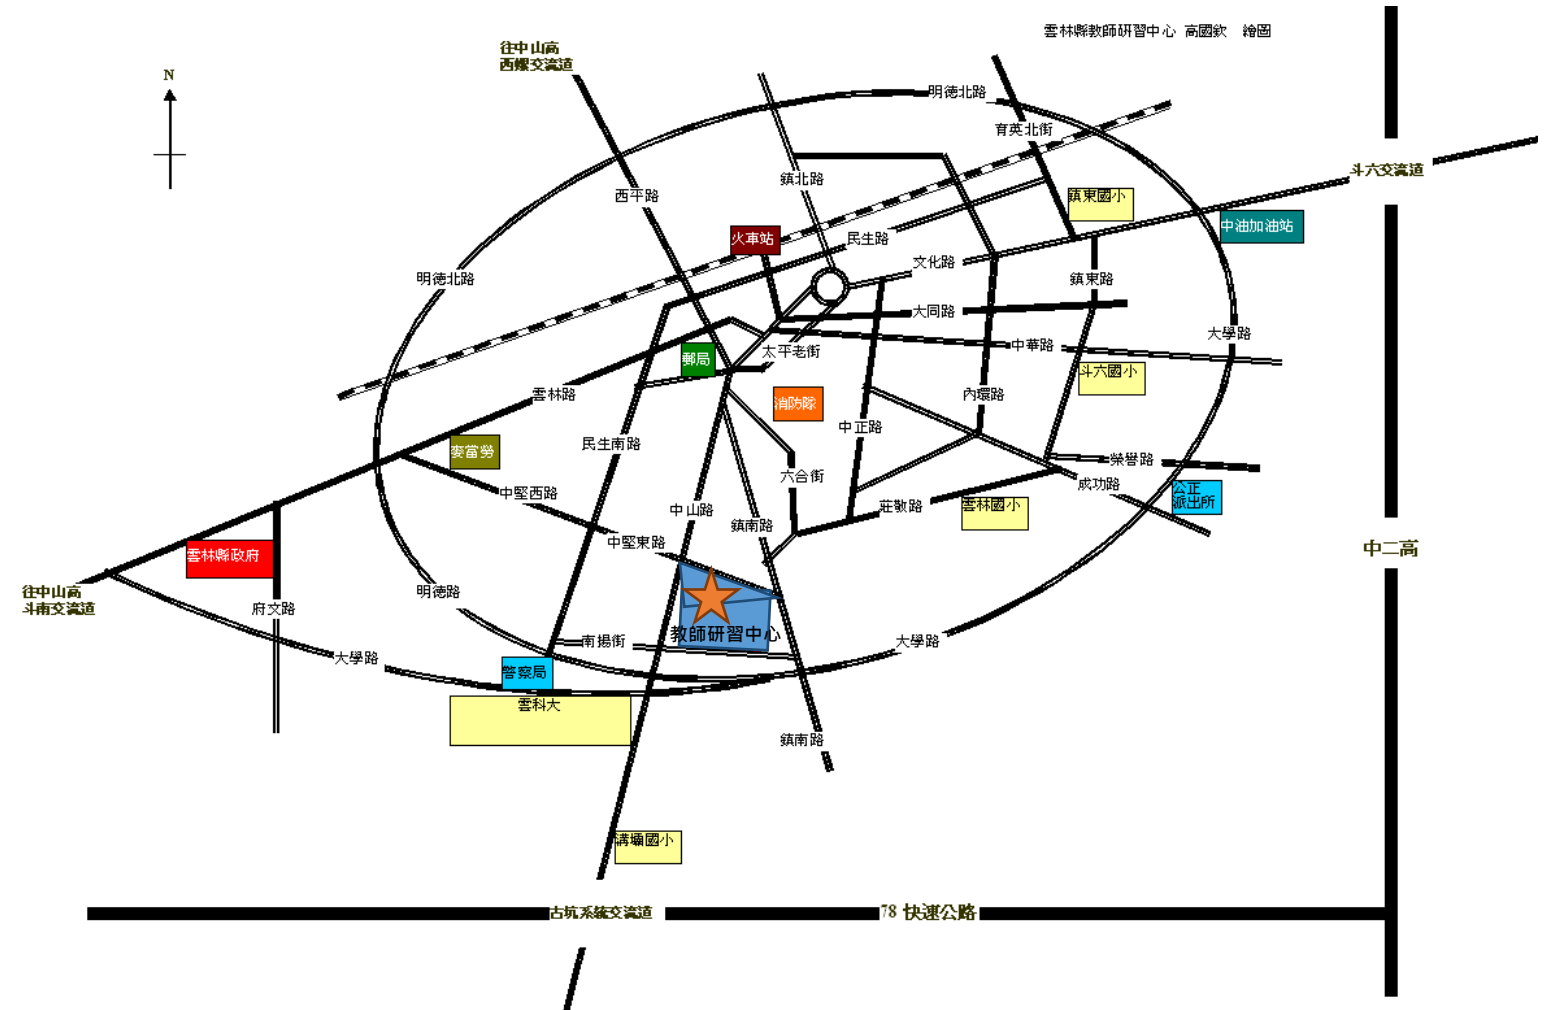 雲林縣教師研習中心 高國欽 繪圖
往中山高
西螺交流道
N
明德北路
育英北街
斗六交流道
鎮北路
西平路
鎮東國小
中油加油站
火車站
民生路
文化路
明德北路
鎮東路
大同路
大學路
中華路
太平老街
郵局
斗六國小
雲林路
內環路
消防隊
中正路
民生南路
麥當勞
榮譽路
六合街
成功路
中堅西路
公正
派出所
莊敬路
雲林國小
中山路
鎮南路
中堅東路
中二高
雲林縣政府
往中山高
斗南交流道
明德路
府文路
教師研習中心
南揚街
大學路
大學路
警察局
雲科大
鎮南路
溝壩國小
古坑系統交流道
78 快速公路